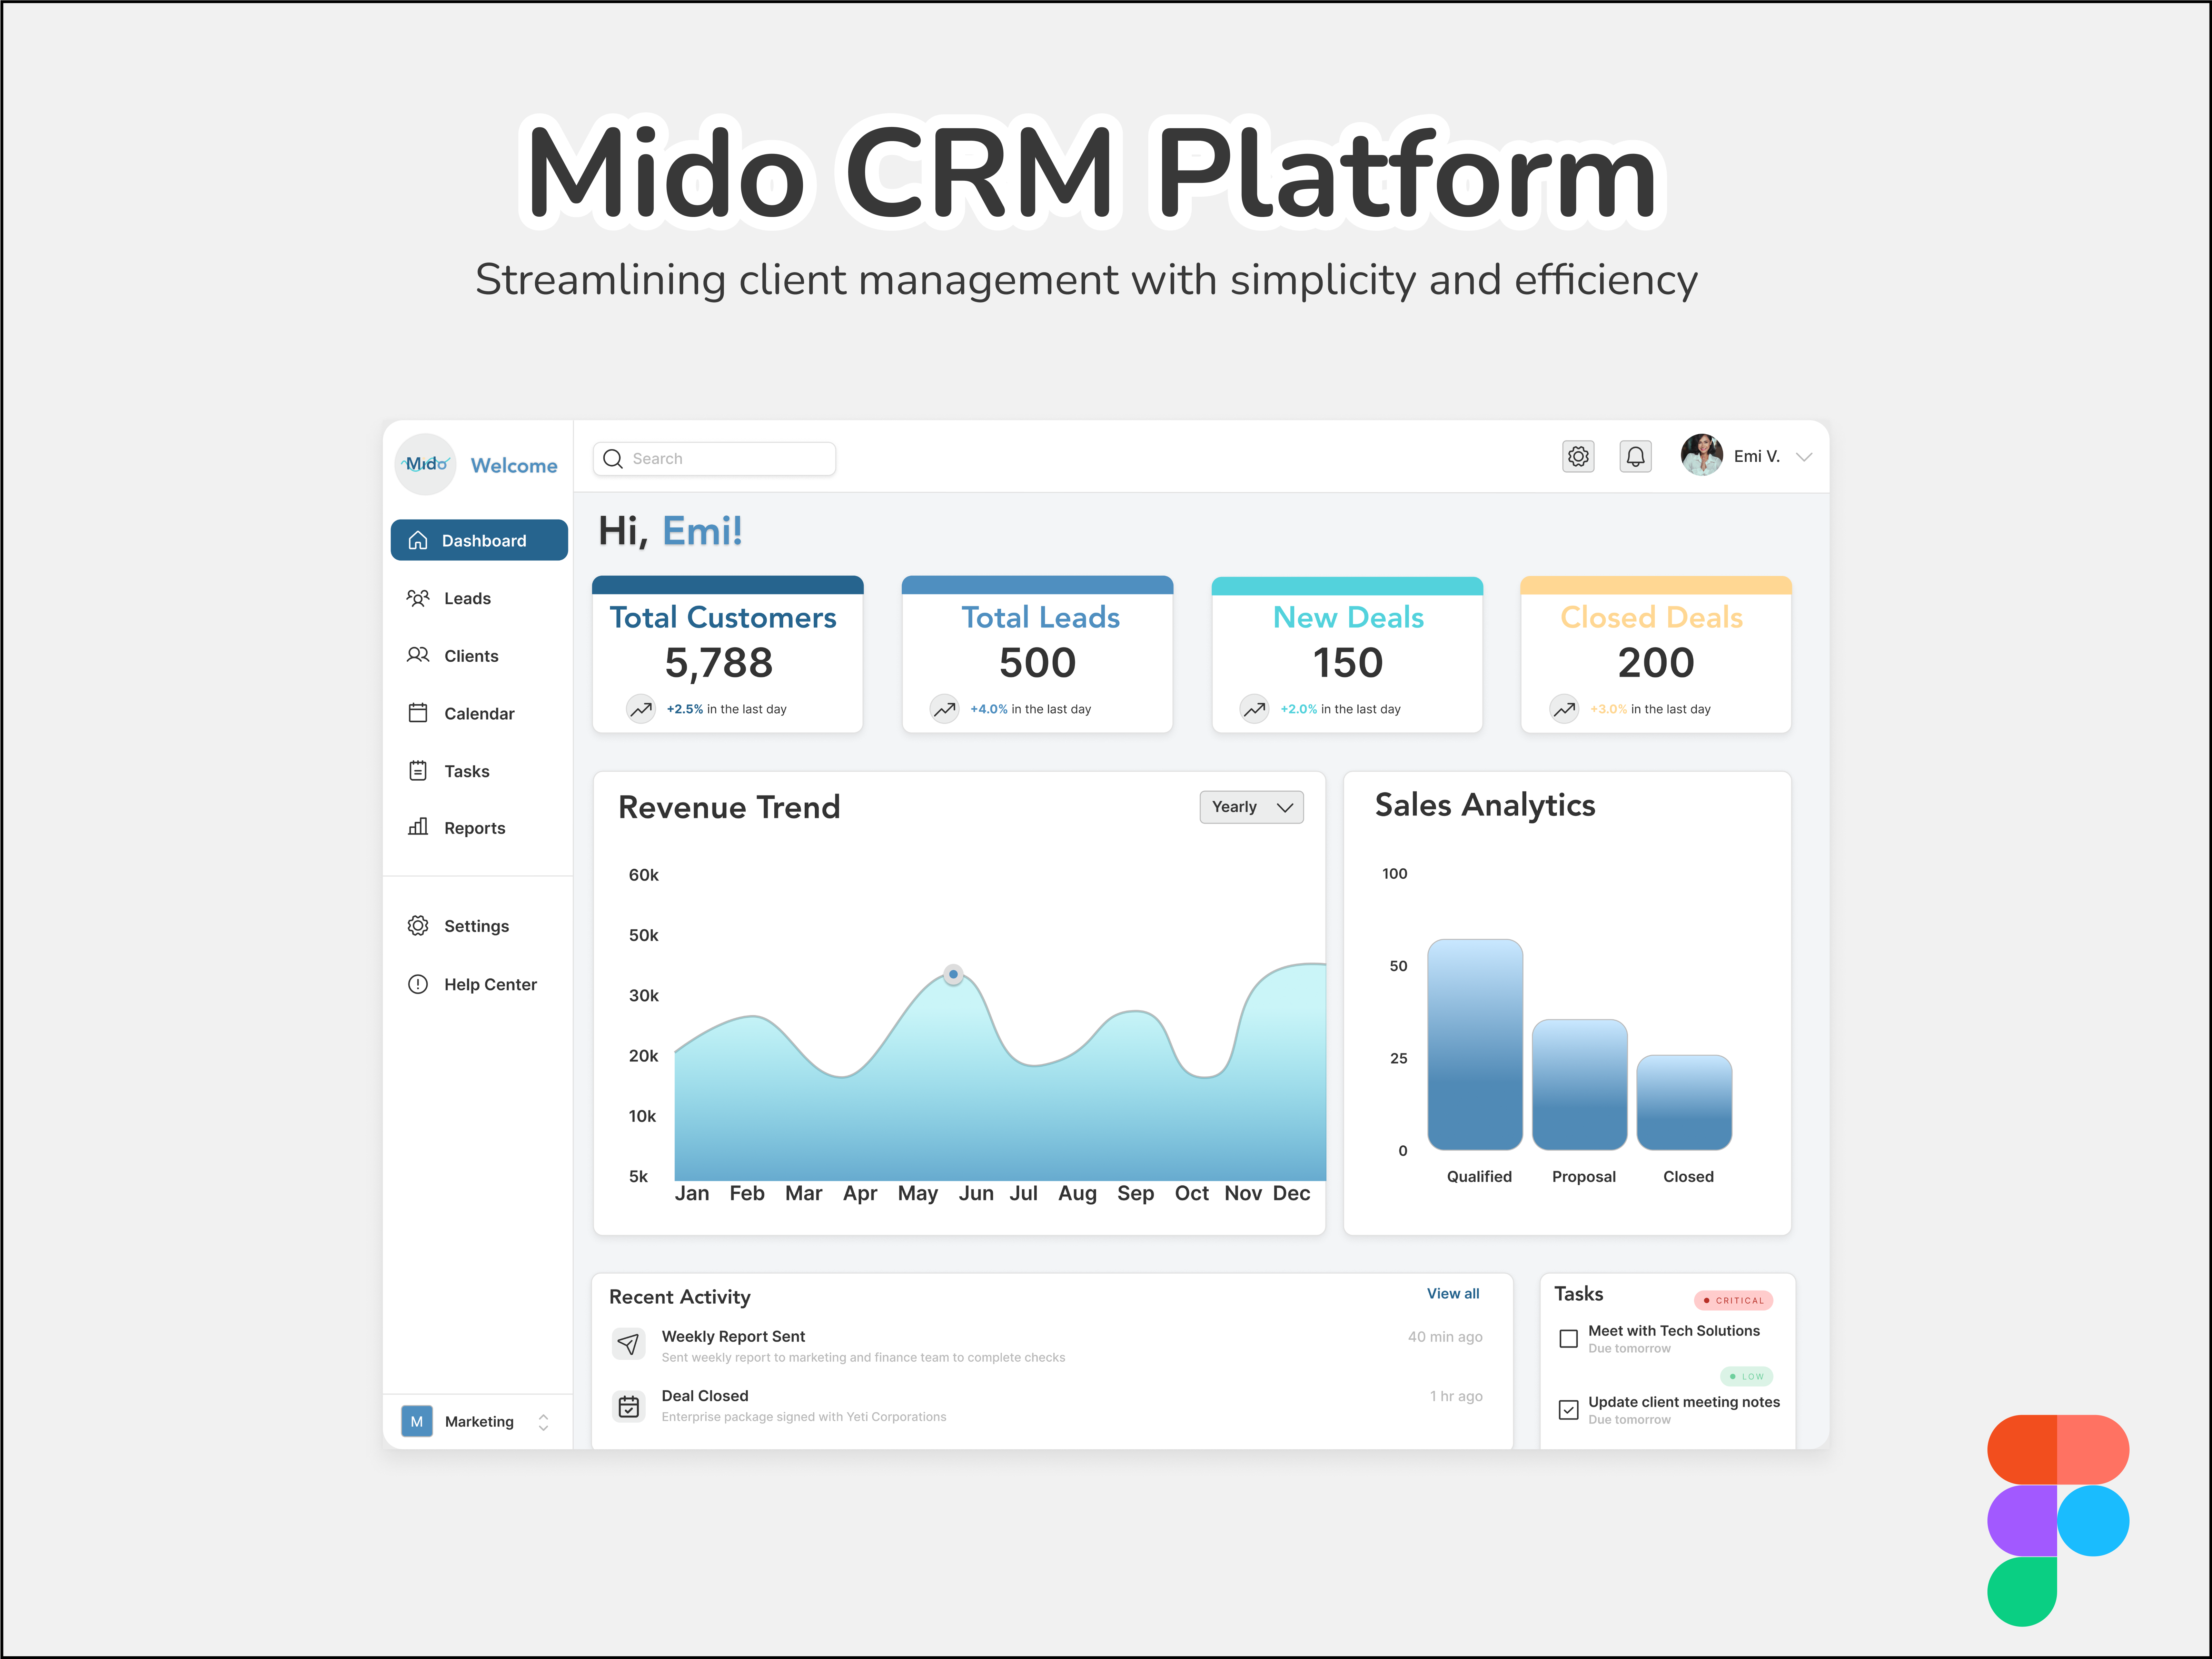 Mido CRM Platform
Streamlining client management with simplicity and efficiency
Mido
Welcome
Search
Emi V.
Dashboard
Leads
Clients
Calendar
Tasks
Reports
Settings
Help Center
M
Marketing
Hi, Emi!
Total Customers
5,788
+2.5% in the last day
Total Leads
500
+4.0% in the last day
New Deals
150
+2.0% in the last day
Closed Deals
200
+3.0% in the last day
Revenue Trend
Yearly
60k
50k
30k
20k
10k
5k
Jan Feb Mar Apr May Jun Jul Aug Sep Oct Nov Dec
Sales Analytics
100
50
25
0
Qualified Proposal Closed
Recent Activity
View all
Weekly Report Sent
40 min ago
Sent weekly report to marketing and finance team to complete checks
Deal Closed
1 hr ago
Enterprise package signed with Yeti Corporations
Tasks
CRITICAL
Meet with Tech Solutions
Due tomorrow
LOW
Update client meeting notes
Due tomorrow